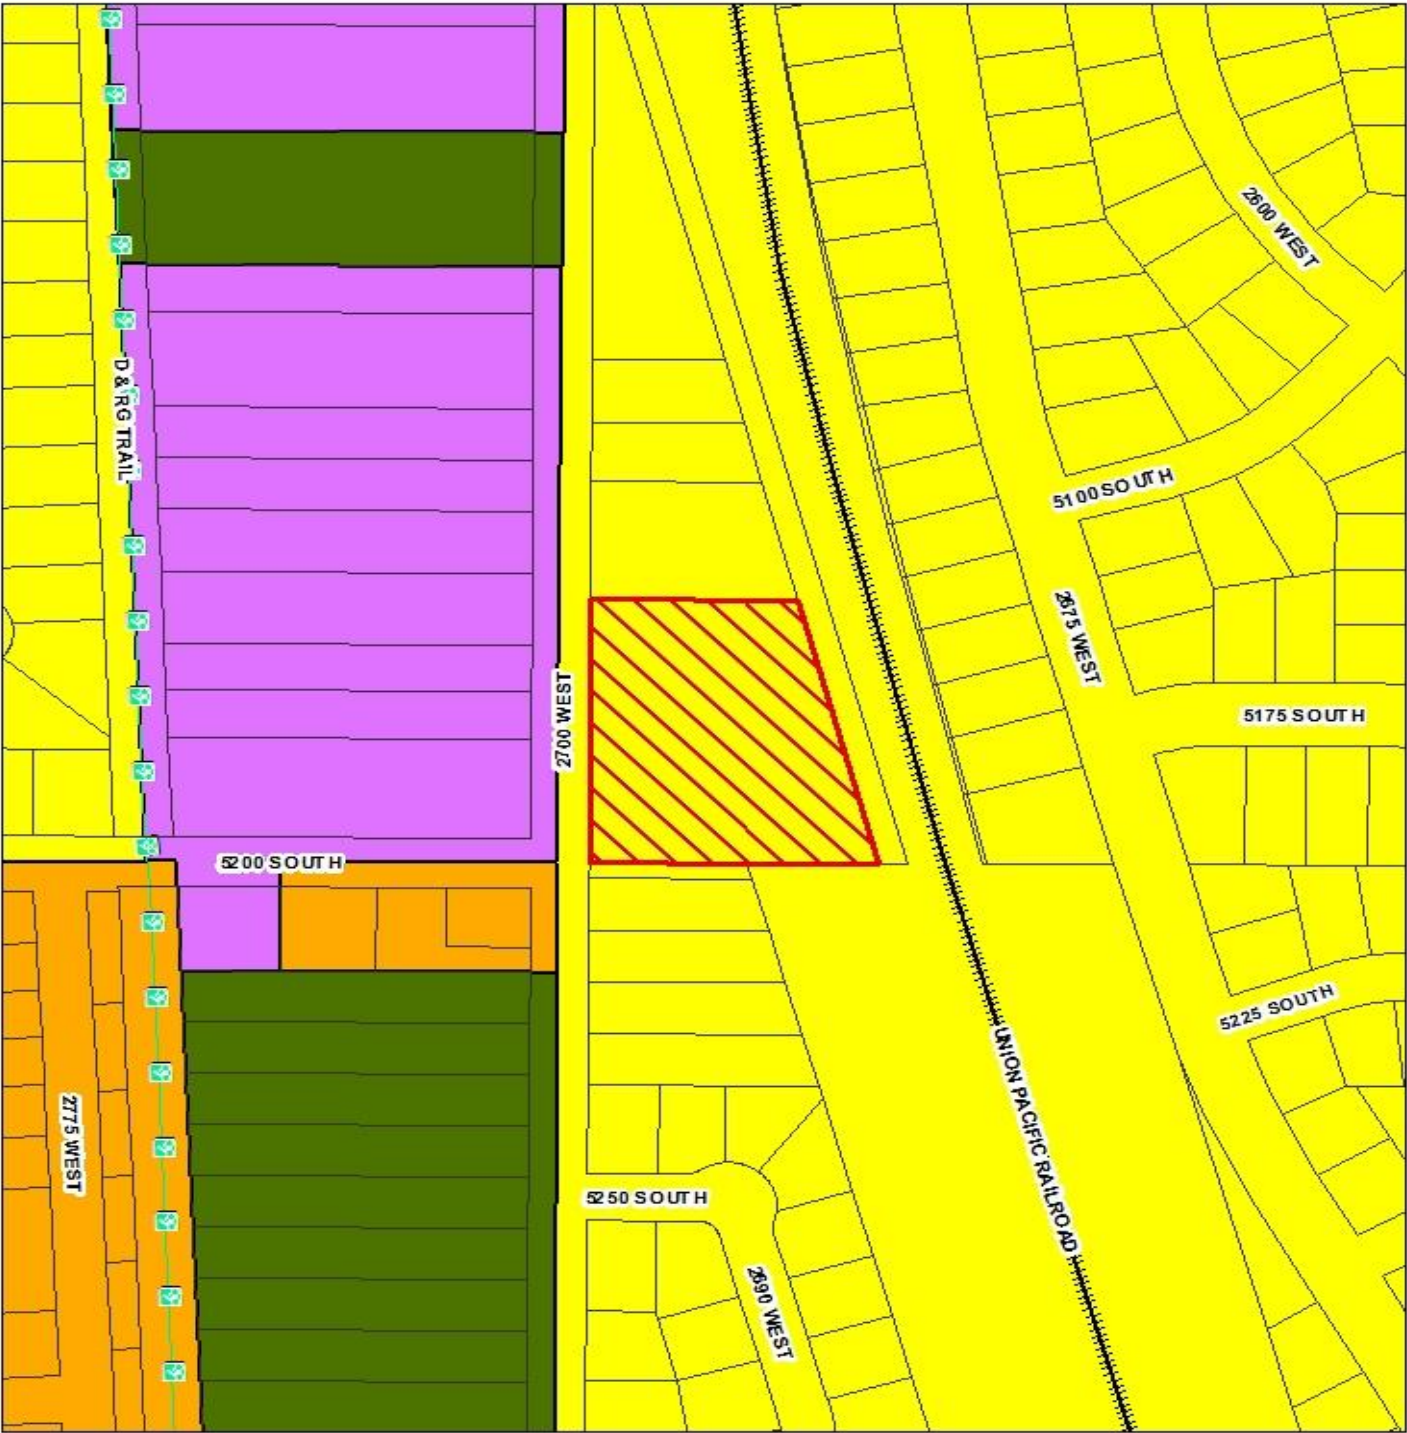 2600 WEST
D & RG TRAIL
5100 SOUTH
2675 WEST
2700 WEST
5175 SOUTH
5200 SOUTH
5225 SOUTH
UNION PACIFIC RAILROAD
2775 WEST
5250 SOUTH
2690 WEST